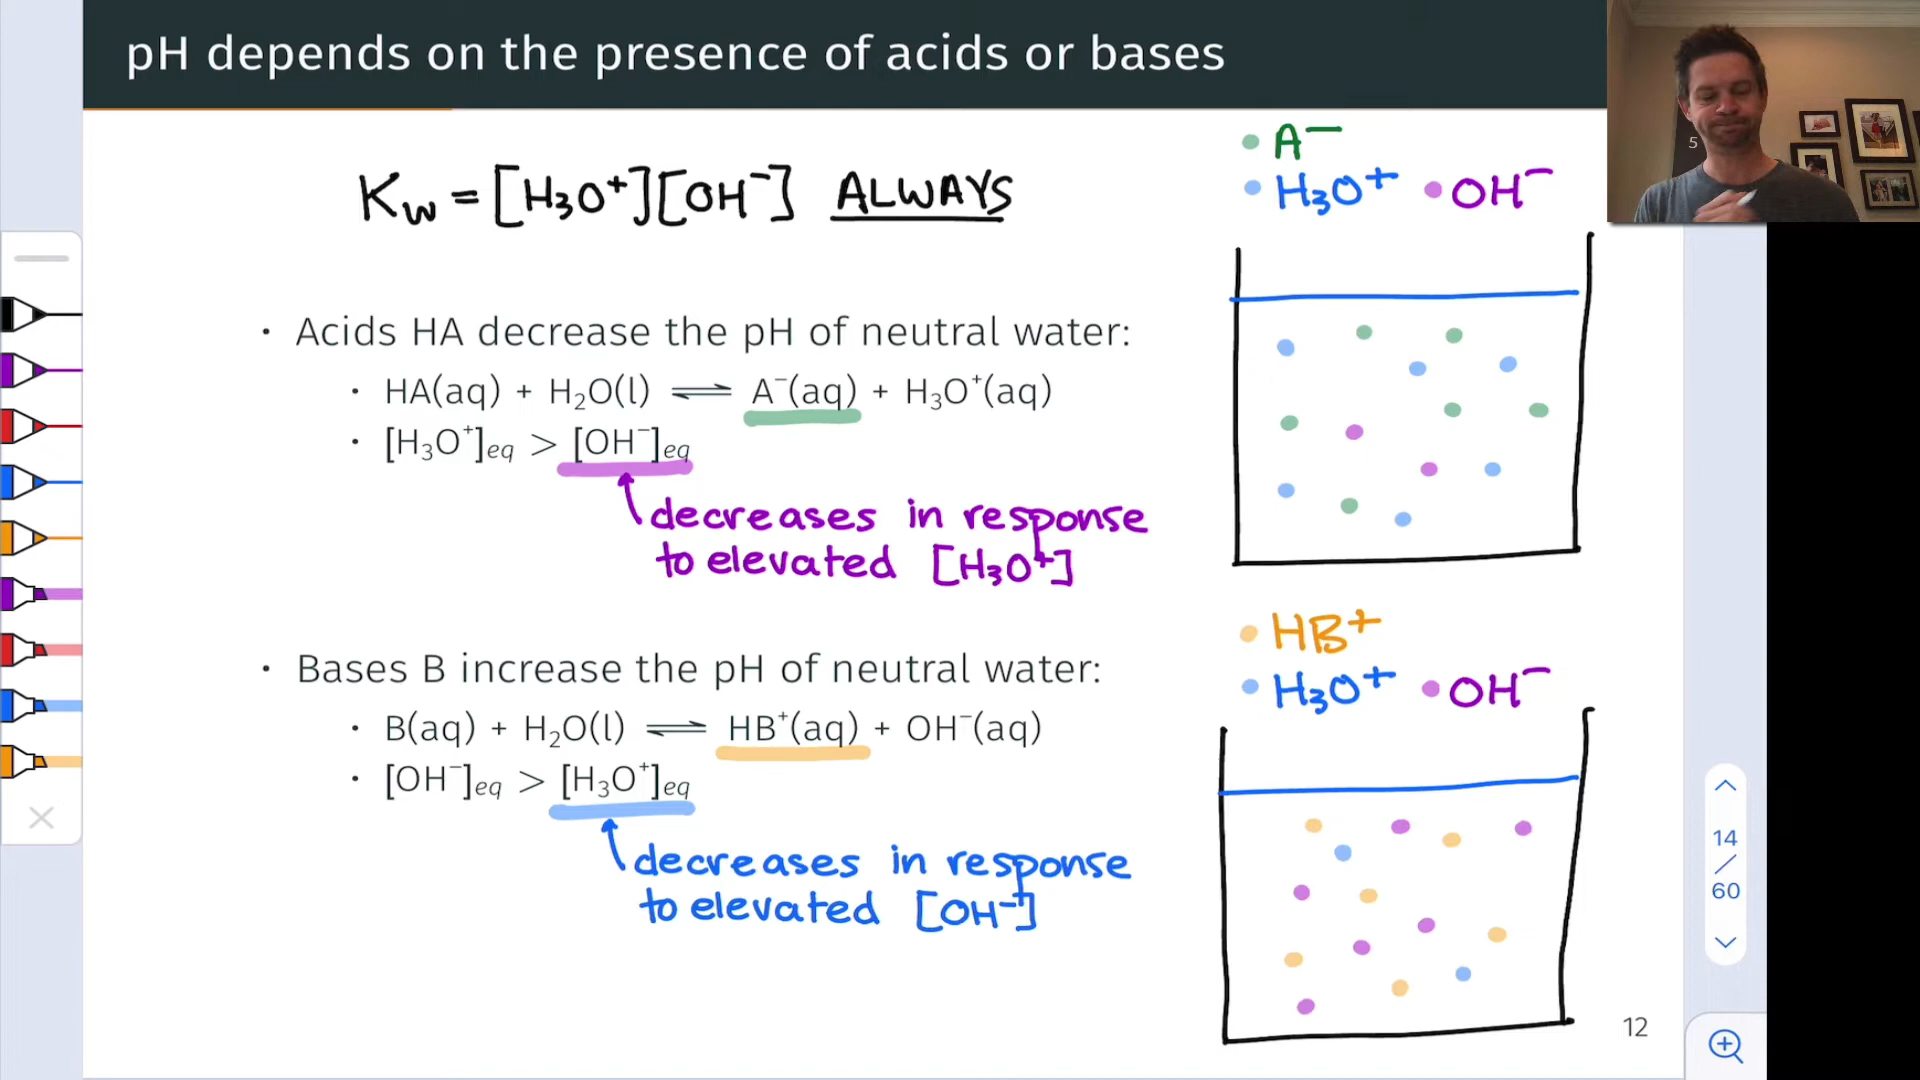 pH depends on the presence of acids or bases
K_w = [H₃O⁺][OH⁻] ALWAYS
• Acids HA decrease the pH of neutral water:
• HA(aq) + H₂O(l) ⇌ A⁻(aq) + H₃O⁺(aq)
• [H₃O⁺]eq > [OH⁻]eq
decreases in response
to elevated [H₃O⁺]
• Bases B increase the pH of neutral water:
• B(aq) + H₂O(l) ⇌ HB⁺(aq) + OH⁻(aq)
• [OH⁻]eq > [H₃O⁺]eq
decreases in response
to elevated [OH⁻]
• A⁻
• H₃O⁺ • OH⁻
• HB⁺
• H₃O⁺ • OH⁻
12
5
14
/
60